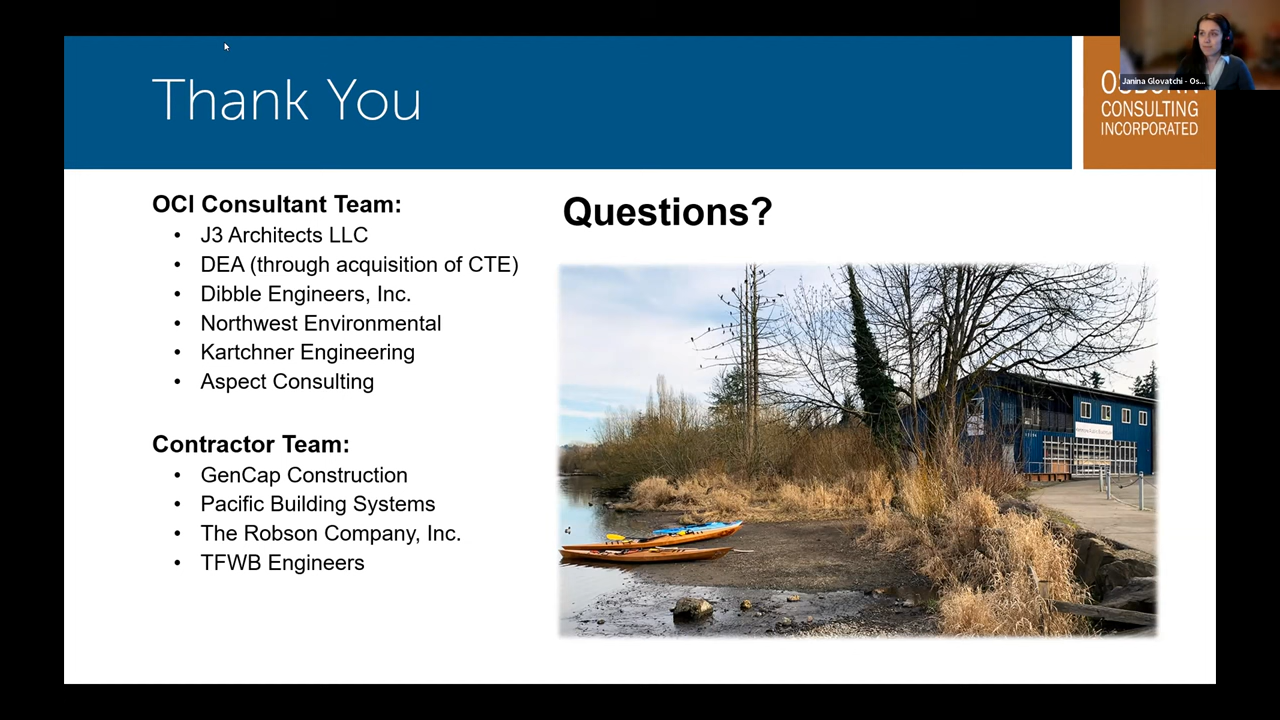 Thank You
Janina Glovatchi - Os...
CONSULTING
INCORPORATED
OCI Consultant Team:
• J3 Architects LLC
• DEA (through acquisition of CTE)
• Dibble Engineers, Inc.
• Northwest Environmental
• Kartchner Engineering
• Aspect Consulting
Contractor Team:
• GenCap Construction
• Pacific Building Systems
• The Robson Company, Inc.
• TFWB Engineers
Questions?